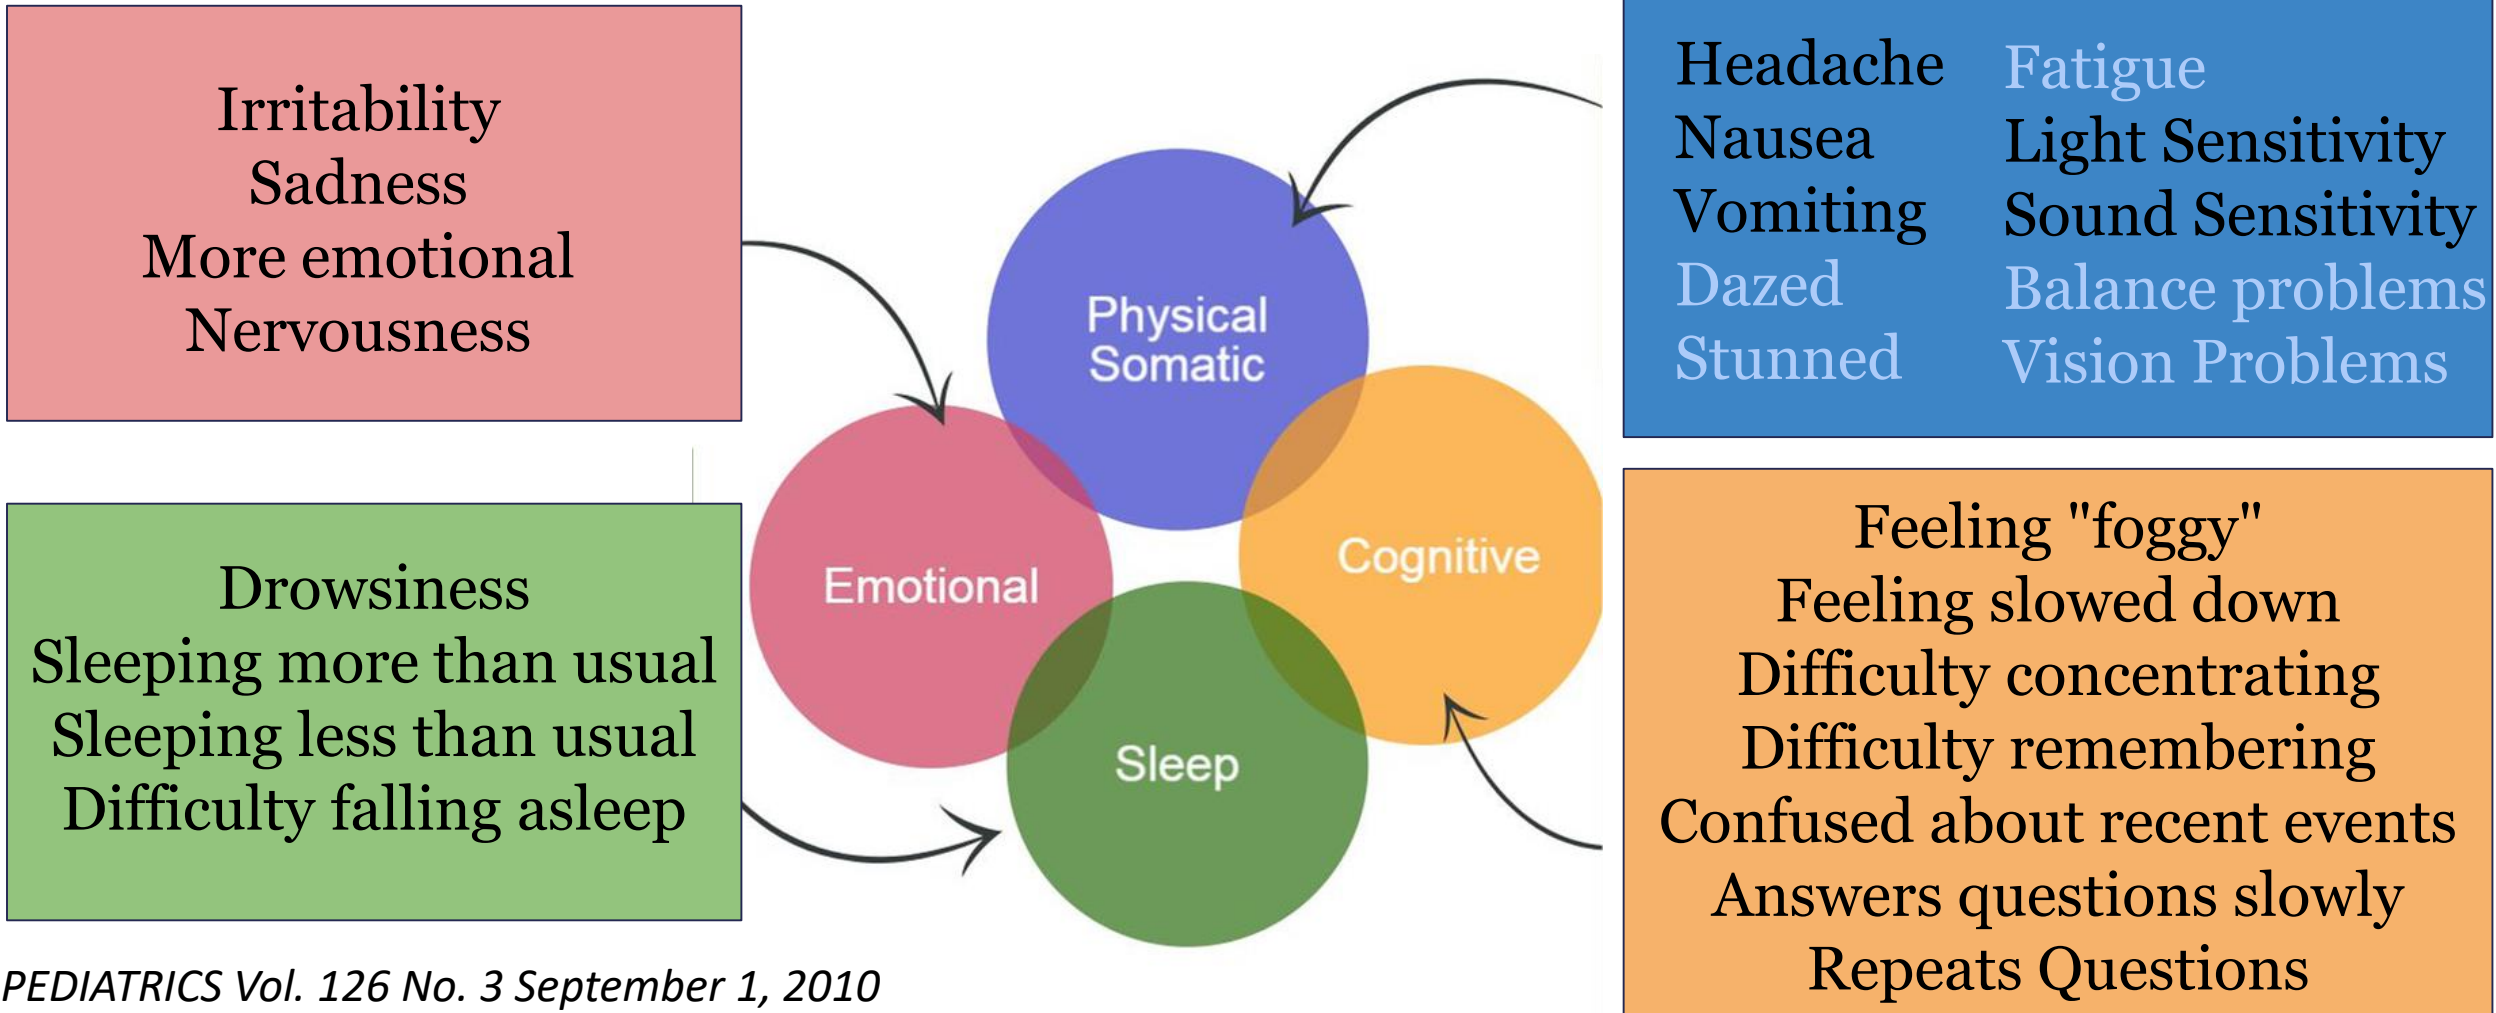 Irritability
Sadness
More emotional
Nervousness
Headache
Nausea
Vomiting
Dazed
Stunned
Fatigue
Light Sensitivity
Sound Sensitivity
Balance problems
Vision Problems
Physical
Somatic
Emotional
Cognitive
Sleep
Drowsiness
Sleeping more than usual
Sleeping less than usual
Difficulty falling asleep
Feeling "foggy"
Feeling slowed down
Difficulty concentrating
Difficulty remembering
Confused about recent events
Answers questions slowly
Repeats Questions
PEDIATRICS Vol. 126 No. 3 September 1, 2010